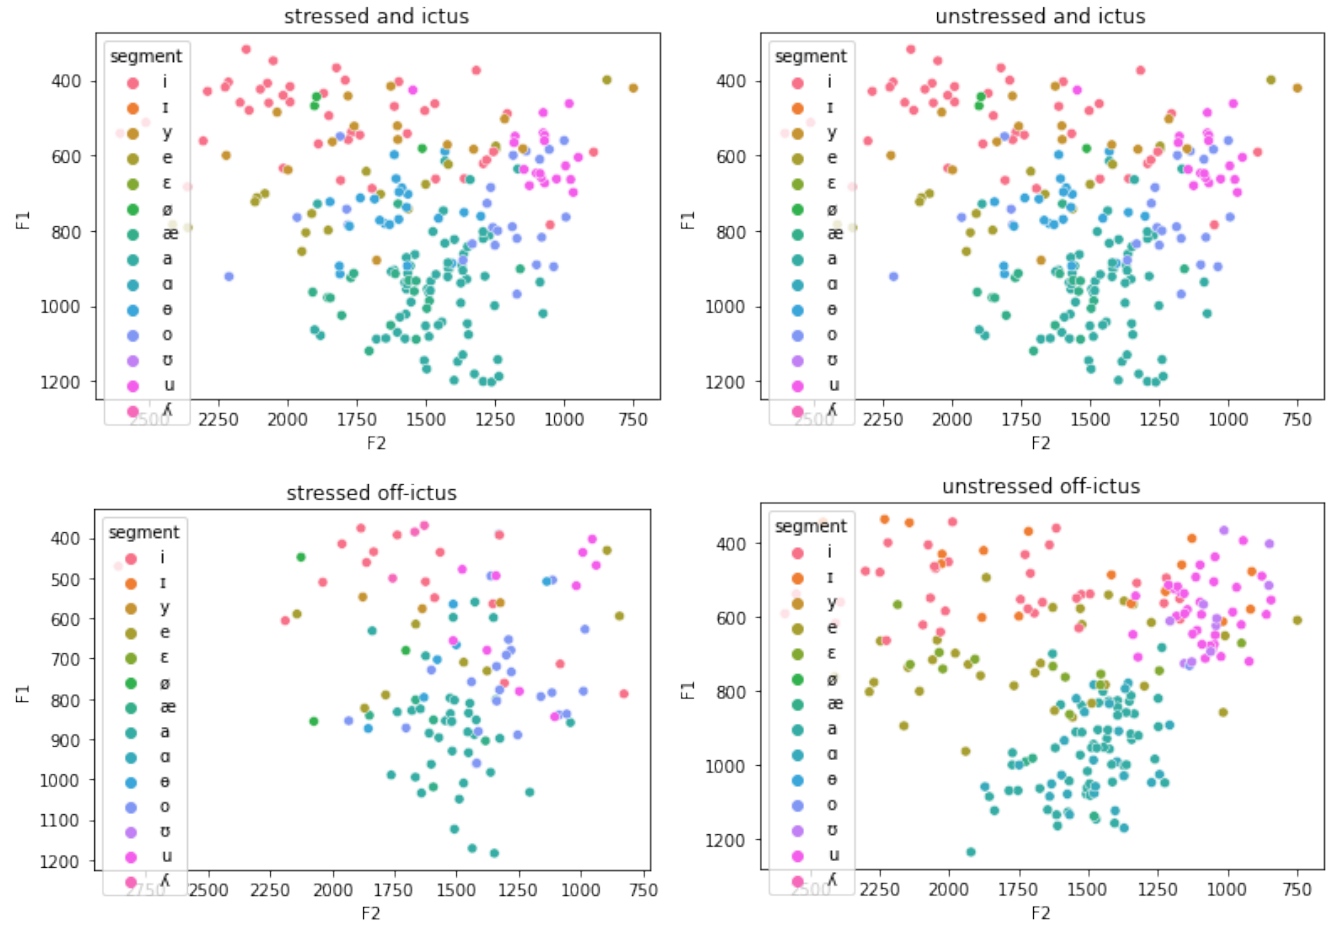 stressed and ictus
segment
i
ɪ
y
e
ɛ
ø
æ
a
ɑ
ɵ
o
ʊ
u
ʎ
400
600
800
1000
1200
F1
2500 2250 2000 1750 1500 1250 1000 750
F2
unstressed and ictus
segment
i
ɪ
y
e
ɛ
ø
æ
a
ɑ
ɵ
o
ʊ
u
ʎ
400
600
800
1000
1200
F1
2500 2250 2000 1750 1500 1250 1000 750
F2
stressed off-ictus
segment
i
ɪ
y
e
ɛ
ø
æ
a
ɑ
ɵ
o
ʊ
u
ʎ
400
500
600
700
800
900
1000
1100
1200
F1
2750 2500 2250 2000 1750 1500 1250 1000 750
F2
unstressed off-ictus
segment
i
ɪ
y
e
ɛ
ø
æ
a
ɑ
ɵ
o
ʊ
u
ʎ
400
600
800
1000
1200
F1
2500 2250 2000 1750 1500 1250 1000 750
F2